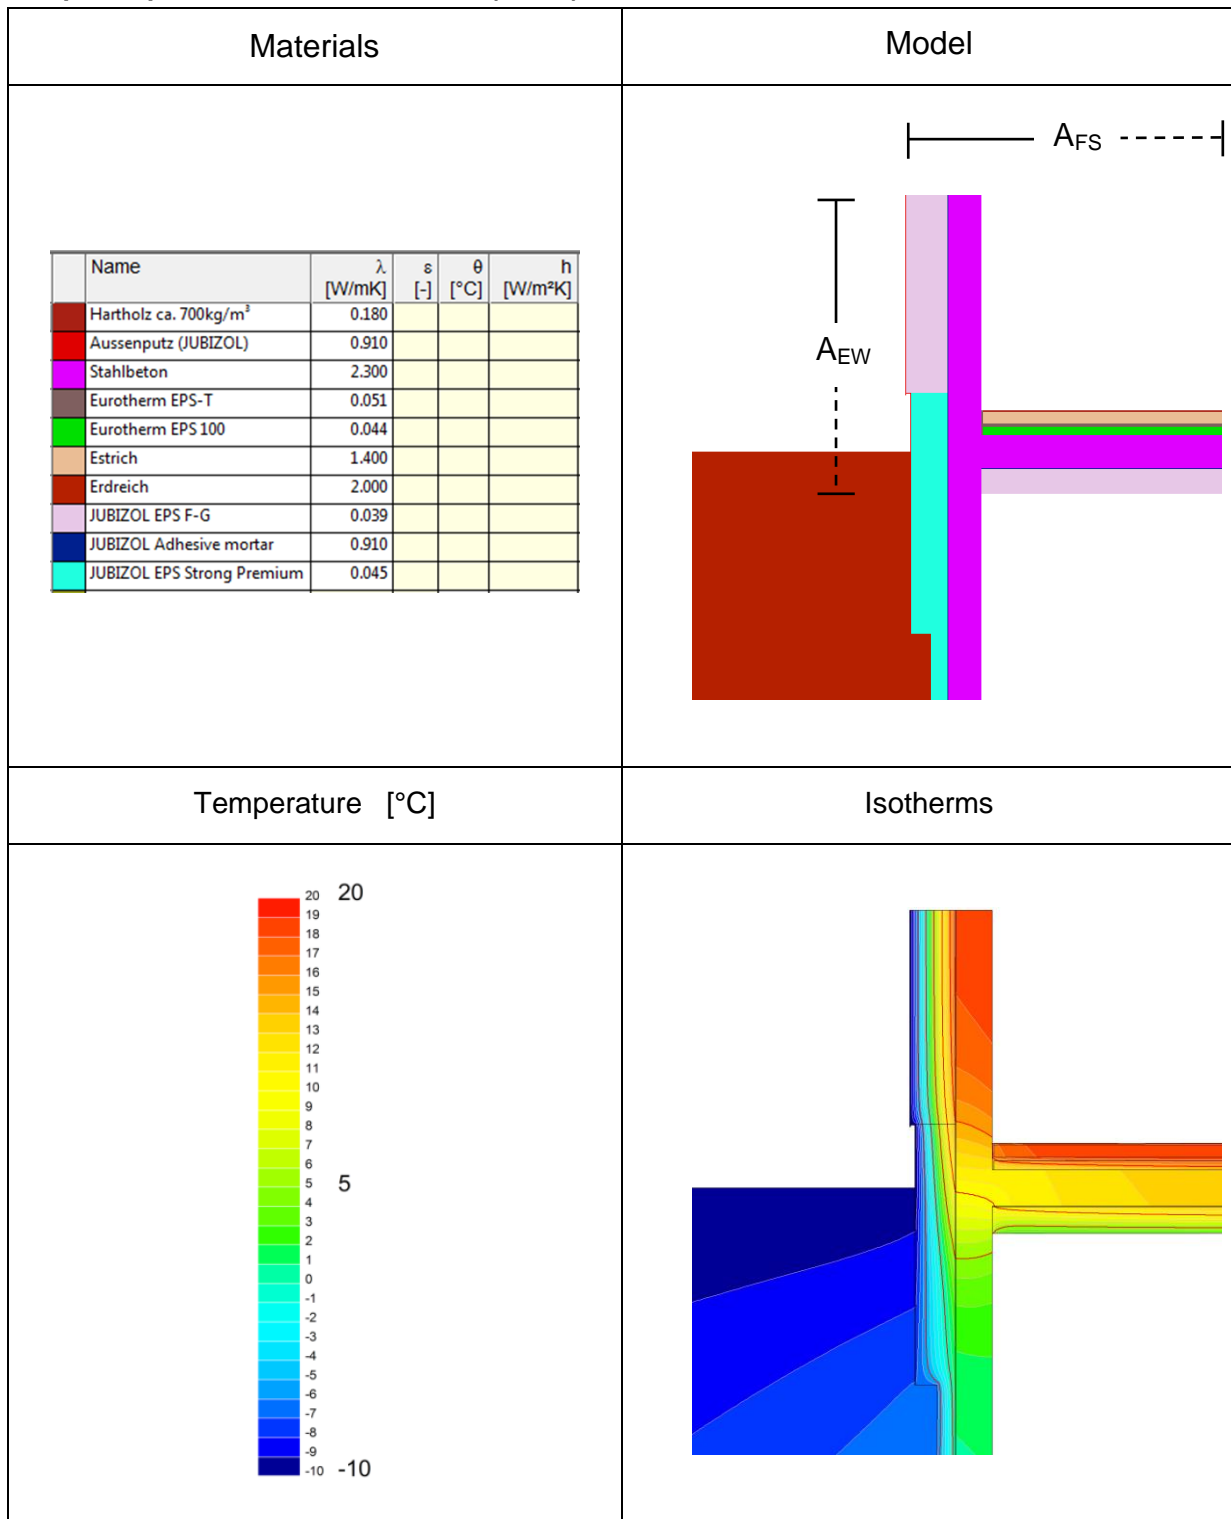 Materials
Model
A_FS
A_EW
Name λ ε θ h
[W/mK] [-] [°C] [W/m²K]
Hartholz ca. 700kg/m³ 0.180
Aussenputz (JUBIZOL) 0.910
Stahlbeton 2.300
Eurotherm EPS-T 0.051
Eurotherm EPS 100 0.044
Estrich 1.400
Erdreich 2.000
JUBIZOL EPS F-G 0.039
JUBIZOL Adhesive mortar 0.910
JUBIZOL EPS Strong Premium 0.045
Temperature [°C]
Isotherms
20 20
19
18
17
16
15
14
13
12
11
10
9
8
7
6
5 5
4
3
2
1
0
-1
-2
-3
-4
-5
-6
-7
-8
-9
-10 -10